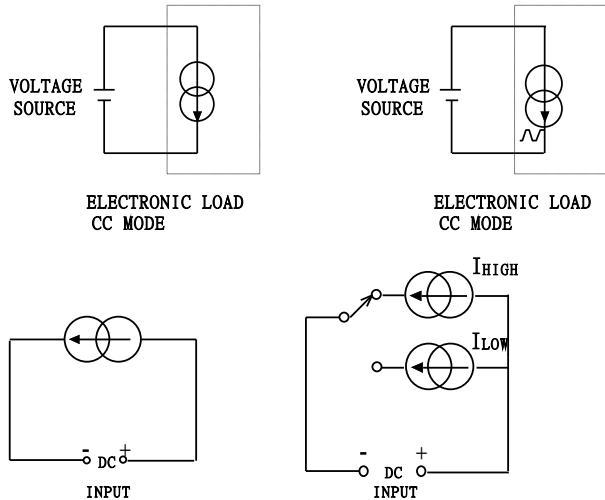 VOLTAGE
SOURCE
ELECTRONIC LOAD
CC MODE
VOLTAGE
SOURCE
ELECTRONIC LOAD
CC MODE
- DC +
INPUT
IHIGH
ILOW
- DC +
INPUT